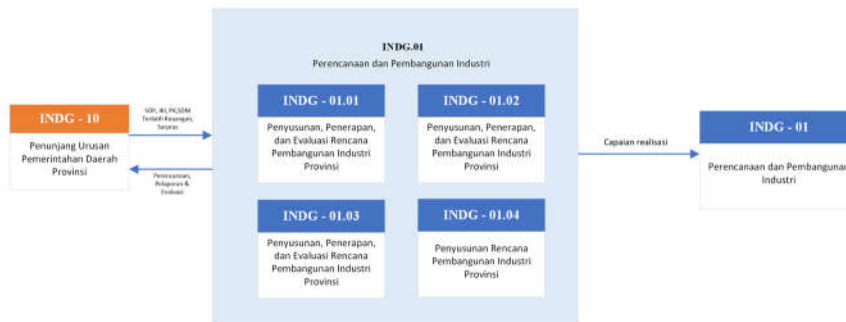 INDG.01
Perencanaan dan Pembangunan Industri
INDG - 10
Penunjang Urusan
Pemerintahan Daerah
Provinsi
SOP, IKI, PK,SDM
Terlatih Keuangan,
Sarpras
Perencanaan,
Pelaporan &
Evaluasi
INDG - 01.01
Penyusunan, Penerapan,
dan Evaluasi Rencana
Pembangunan Industri
Provinsi
INDG - 01.02
Penyusunan, Penerapan,
dan Evaluasi Rencana
Pembangunan Industri
Provinsi
INDG - 01.03
Penyusunan, Penerapan,
dan Evaluasi Rencana
Pembangunan Industri
Provinsi
INDG - 01.04
Penyusunan Rencana
Pembangunan Industri
Provinsi
Capaian realisasi
INDG - 01
Perencanaan dan Pembangunan
Industri